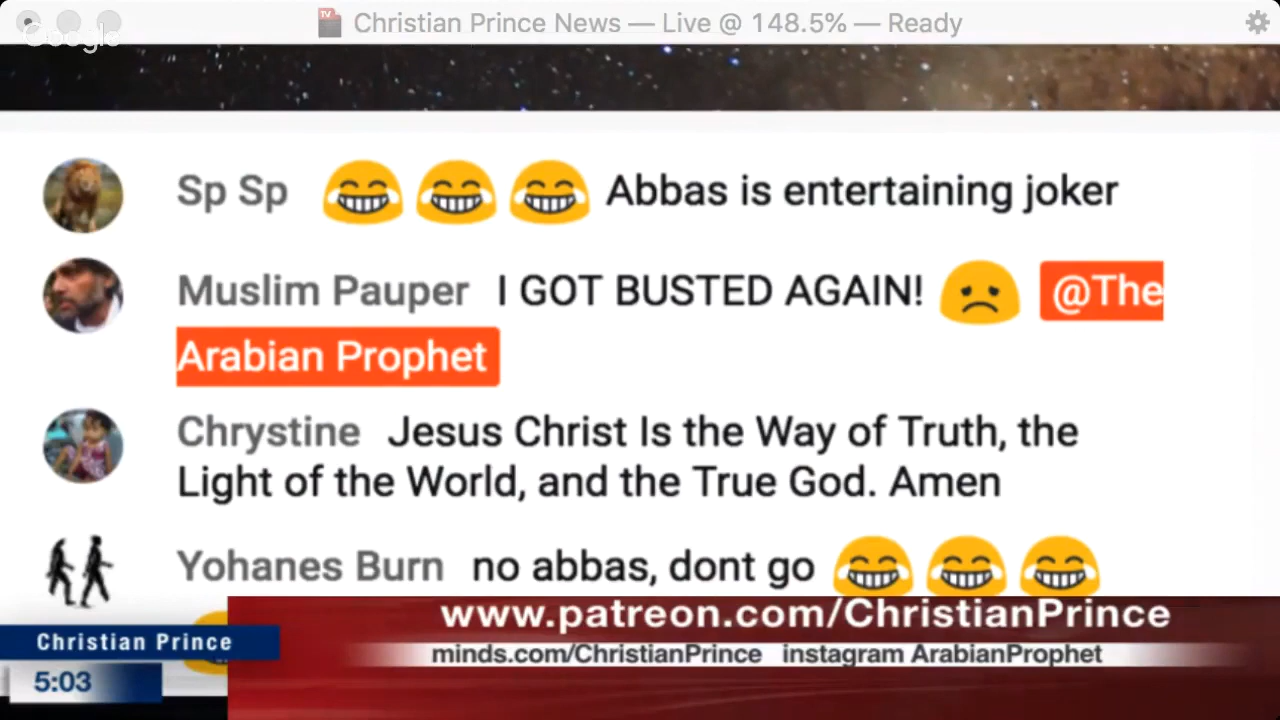 Christian Prince News — Live @ 148.5% — Ready
Google
Sp Sp 😂 😂 😂 Abbas is entertaining joker
Muslim Pauper I GOT BUSTED AGAIN! 😞 @The
Arabian Prophet
Chrystine Jesus Christ Is the Way of Truth, the
Light of the World, and the True God. Amen
Yohanes Burn no abbas, dont go 😂 😂 😂
www.patreon.com/ChristianPrince
Christian Prince
minds.com/ChristianPrince instagram ArabianProphet
5:03